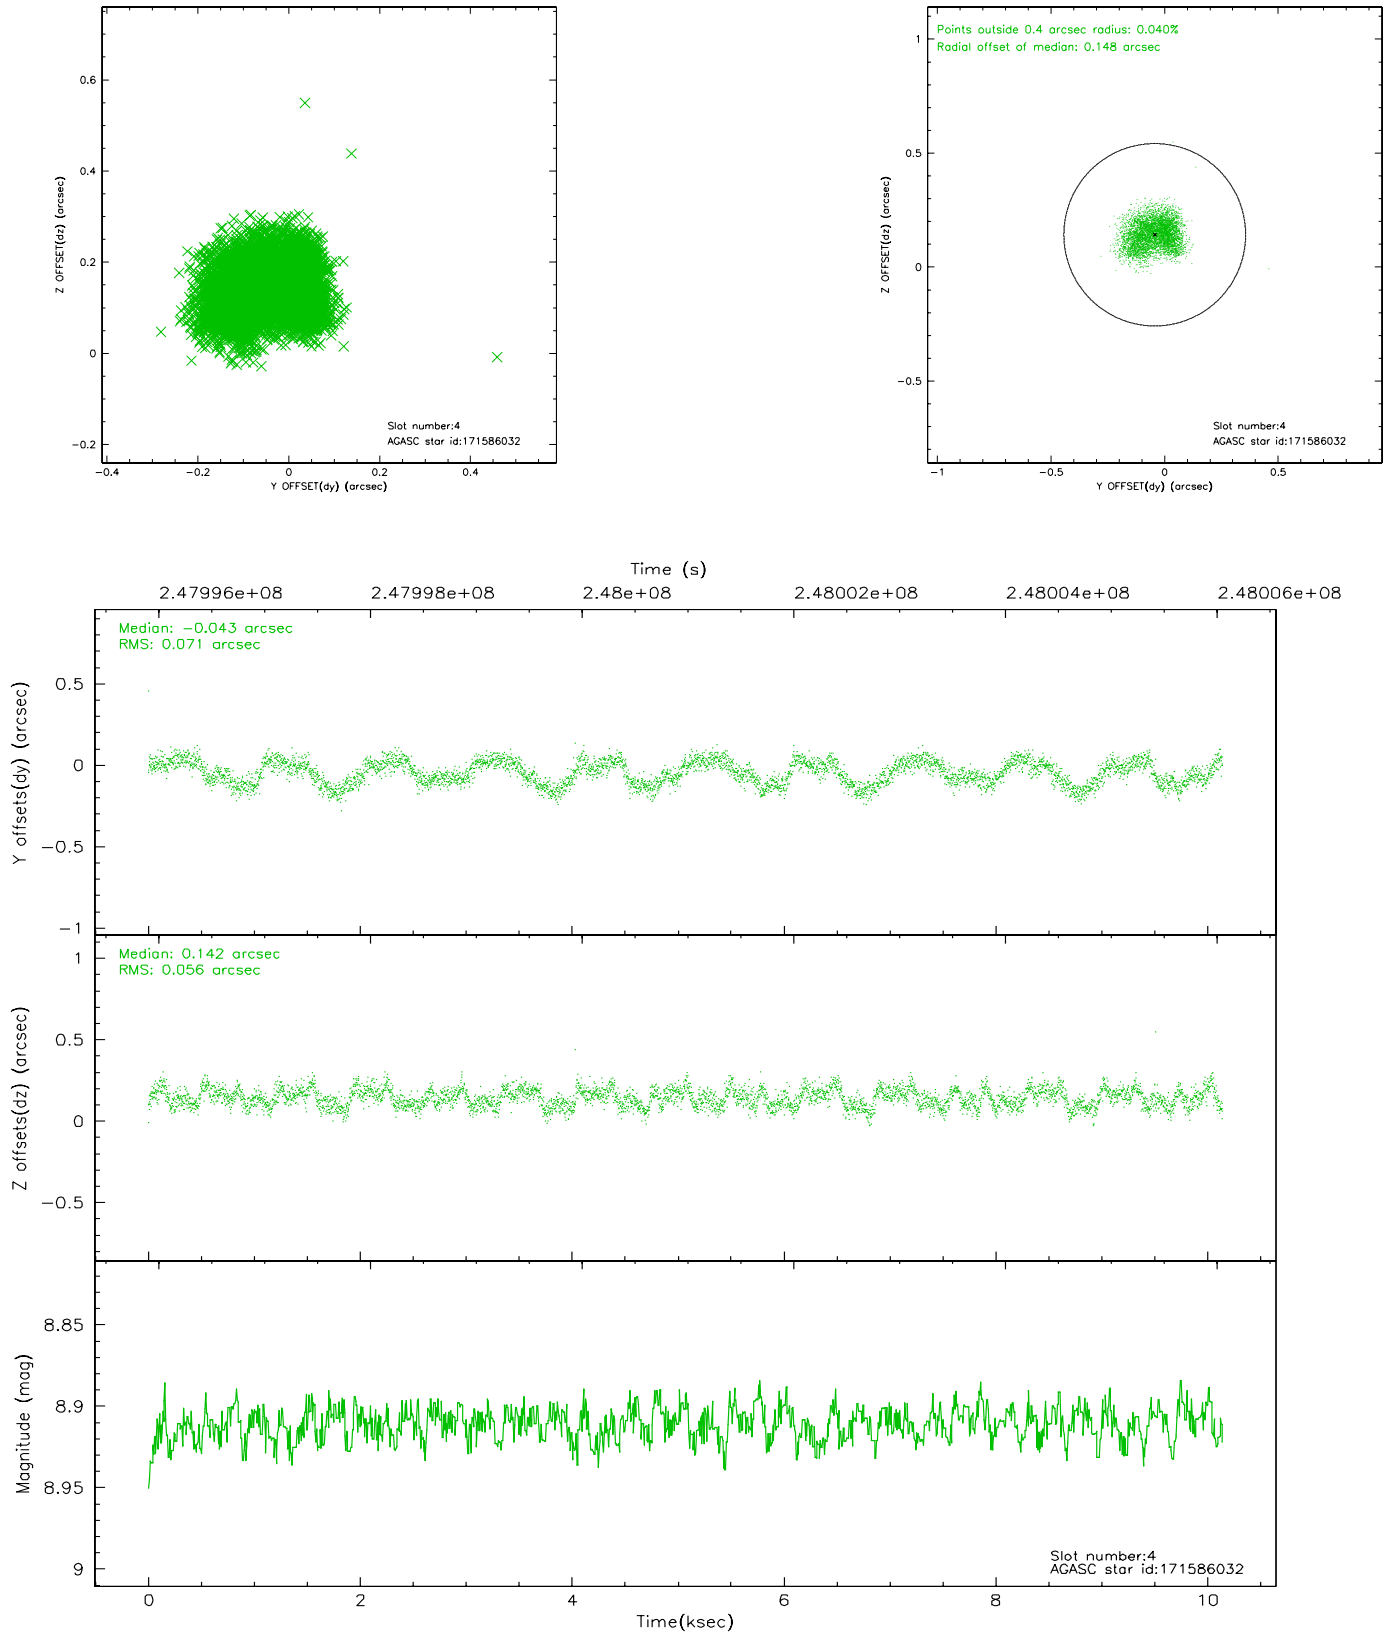 Points outside 0.4 arcsec radius: 0.040%
Radial offset of median: 0.148 arcsec
0.6
0.4
0.2
0
-0.2
Z OFFSET(dz) (arcsec)
Slot number:4
AGASC star id:171586032
-0.4
-0.2
0
0.2
0.4
Y OFFSET(dy) (arcsec)
1
0.5
0
-0.5
Z OFFSET(dz) (arcsec)
Slot number:4
AGASC star id:171586032
-1
-0.5
0
0.5
Y OFFSET(dy) (arcsec)
Time (s)
2.47996e+08
2.47998e+08
2.48e+08
2.48002e+08
2.48004e+08
2.48006e+08
Median: -0.043 arcsec
RMS: 0.071 arcsec
0.5
0
-0.5
-1
Y offsets(dy) (arcsec)
Median: 0.142 arcsec
RMS: 0.056 arcsec
1
0.5
0
-0.5
Z offsets(dz) (arcsec)
8.85
8.9
8.95
9
Magnitude (mag)
Slot number:4
AGASC star id:171586032
0
2
4
6
8
10
Time(ksec)